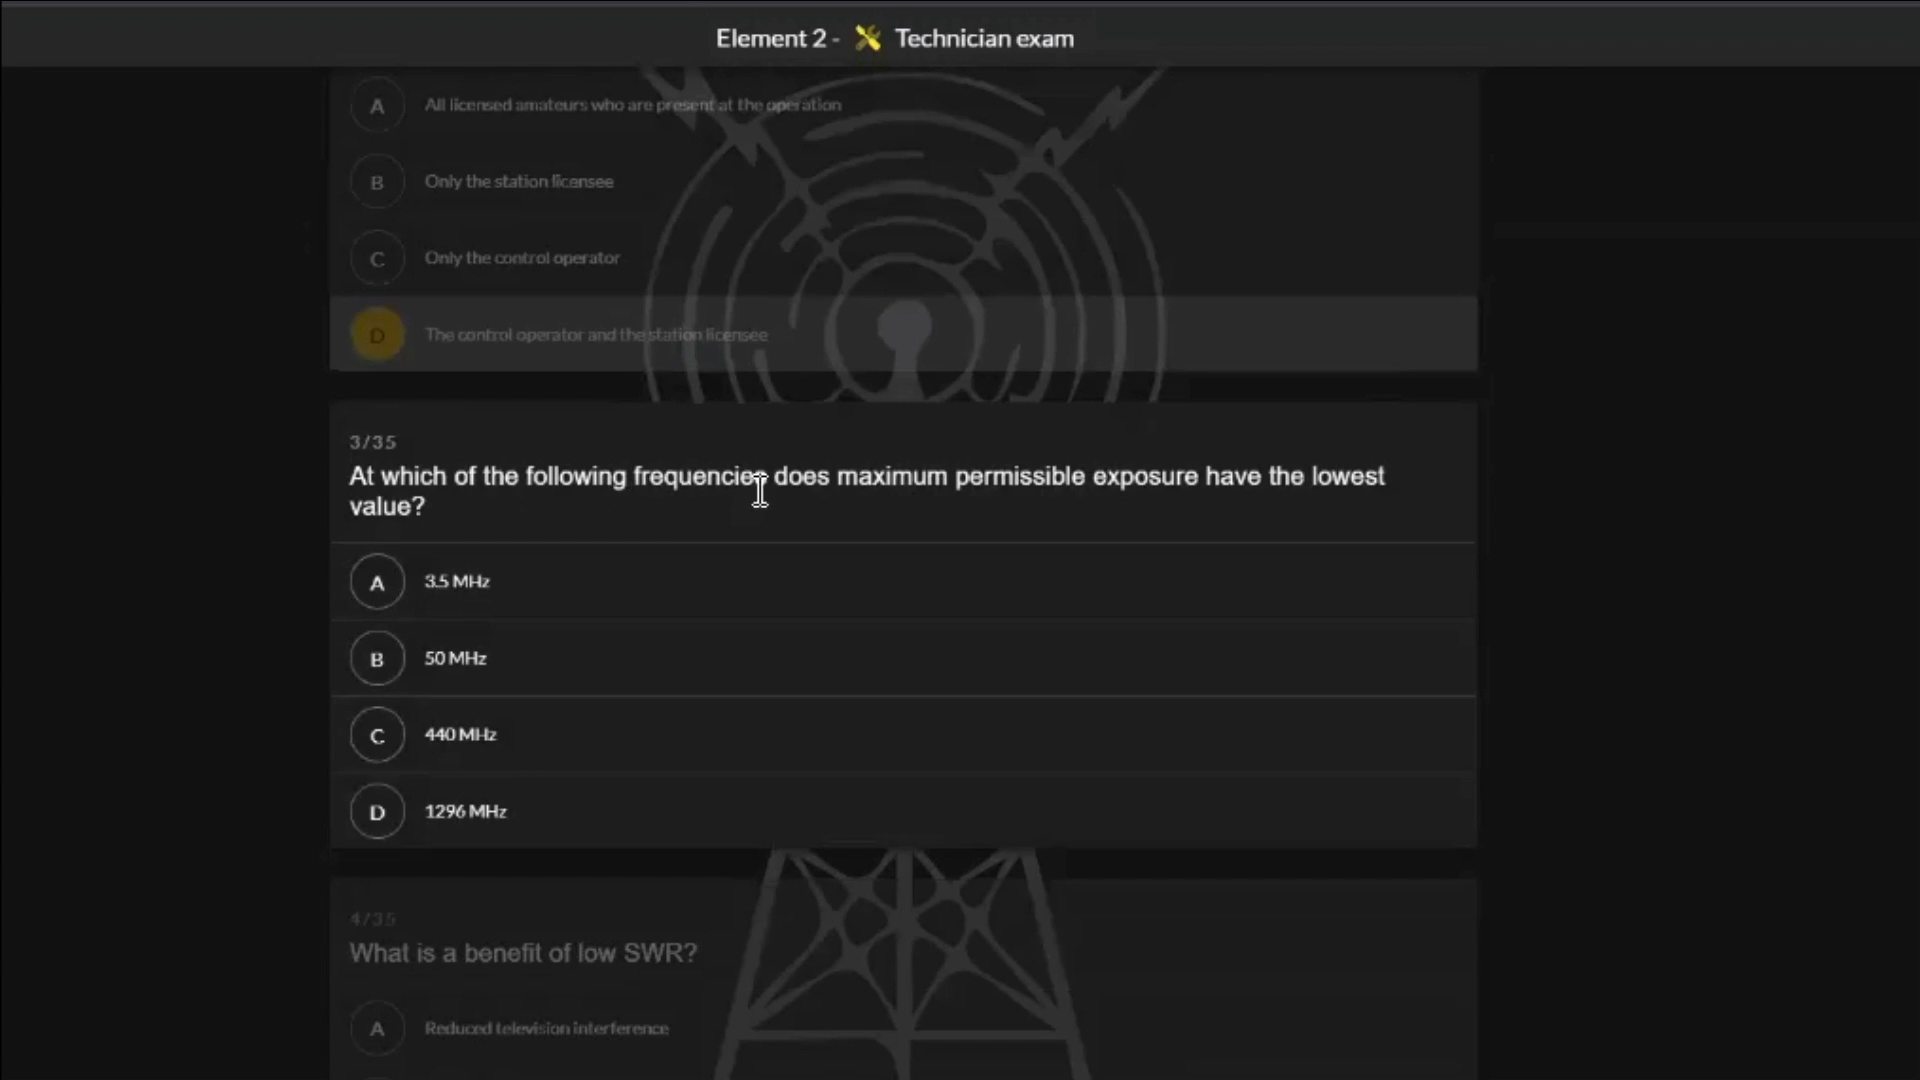 Element 2 - Technician exam
A All licensed amateurs who are present at the operation
B Only the station licensee
C Only the control operator
D The control operator and the station licensee
3/35
At which of the following frequencies does maximum permissible exposure have the lowest
value?
A 3.5 MHz
B 50 MHz
C 440 MHz
D 1296 MHz
4/35
What is a benefit of low SWR?
A Reduced television interference